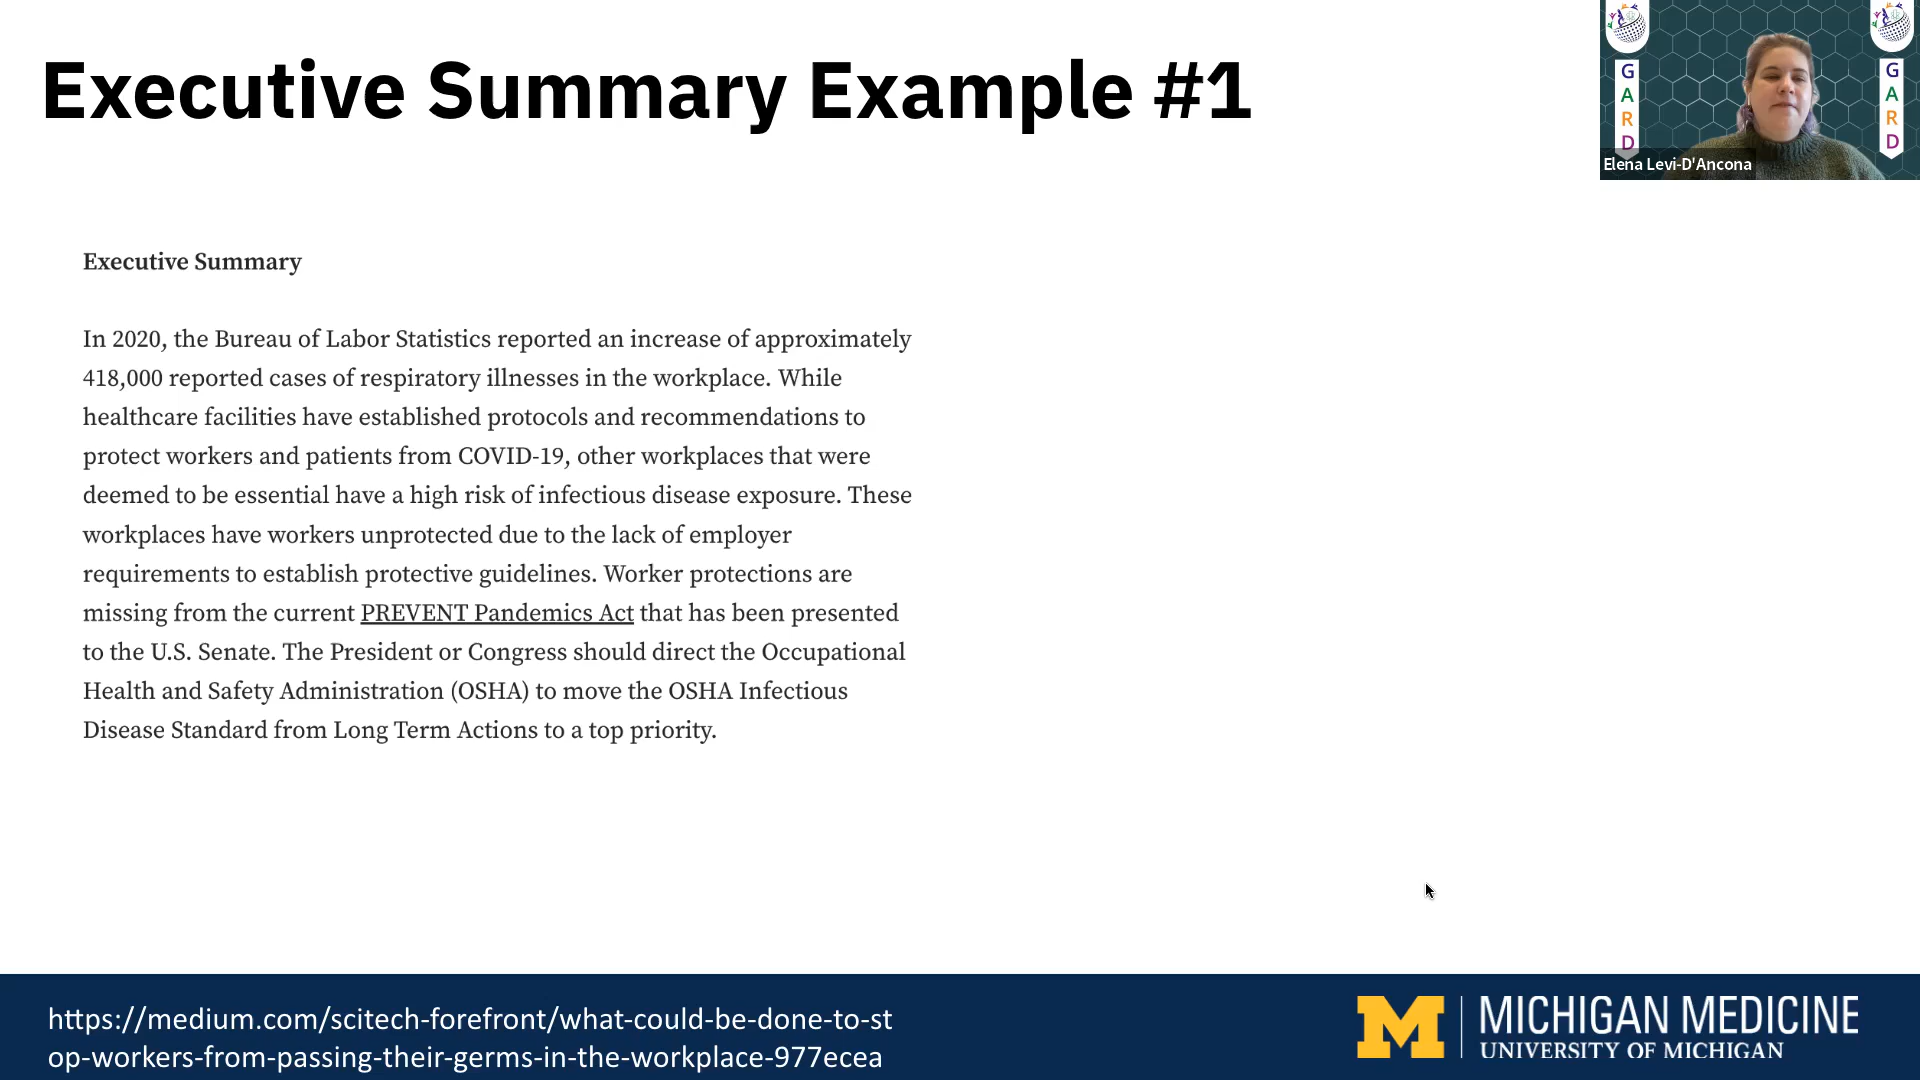 Executive Summary Example #1
G
A
R
D
G
A
R
D
Elena Levi-D'Ancona
Executive Summary
In 2020, the Bureau of Labor Statistics reported an increase of approximately
418,000 reported cases of respiratory illnesses in the workplace. While
healthcare facilities have established protocols and recommendations to
protect workers and patients from COVID-19, other workplaces that were
deemed to be essential have a high risk of infectious disease exposure. These
workplaces have workers unprotected due to the lack of employer
requirements to establish protective guidelines. Worker protections are
missing from the current PREVENT Pandemics Act that has been presented
to the U.S. Senate. The President or Congress should direct the Occupational
Health and Safety Administration (OSHA) to move the OSHA Infectious
Disease Standard from Long Term Actions to a top priority.
https://medium.com/scitech-forefront/what-could-be-done-to-st
op-workers-from-passing-their-germs-in-the-workplace-977ecea
M
MICHIGAN MEDICINE
UNIVERSITY OF MICHIGAN